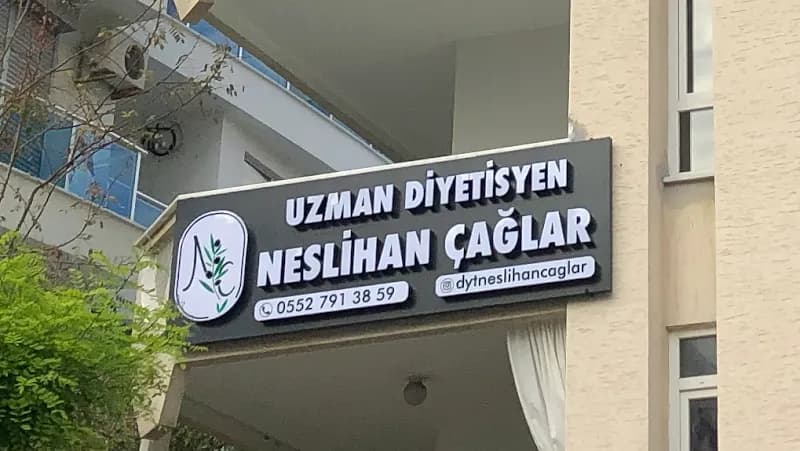 UZMAN DİYETİSYEN
NESLİHAN ÇAĞLAR
0552 791 38 59
dytneslihancaglar